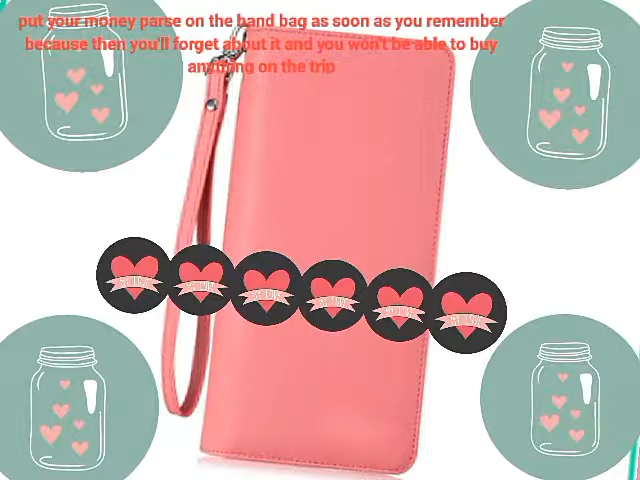 put your money parse on the hand bag as soon as you remember
because then you'll forget about it and you won't be able to buy
anything on the trip